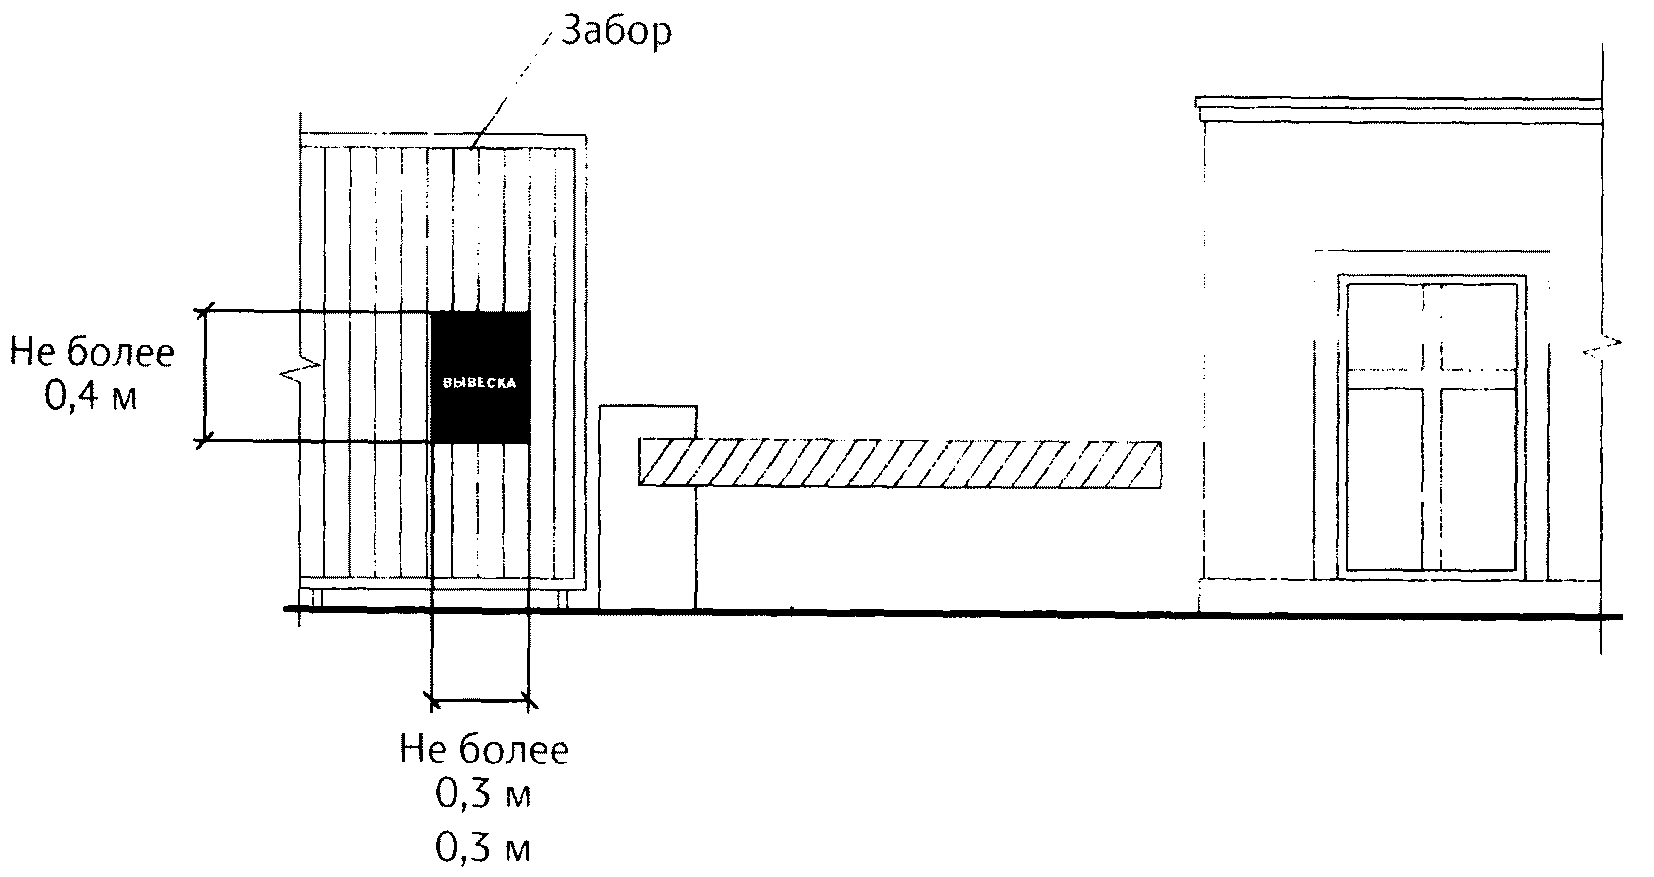 Забор
Не более
0,4 м
ВЫВЕСКА
Не более
0,3 м
0,3 м